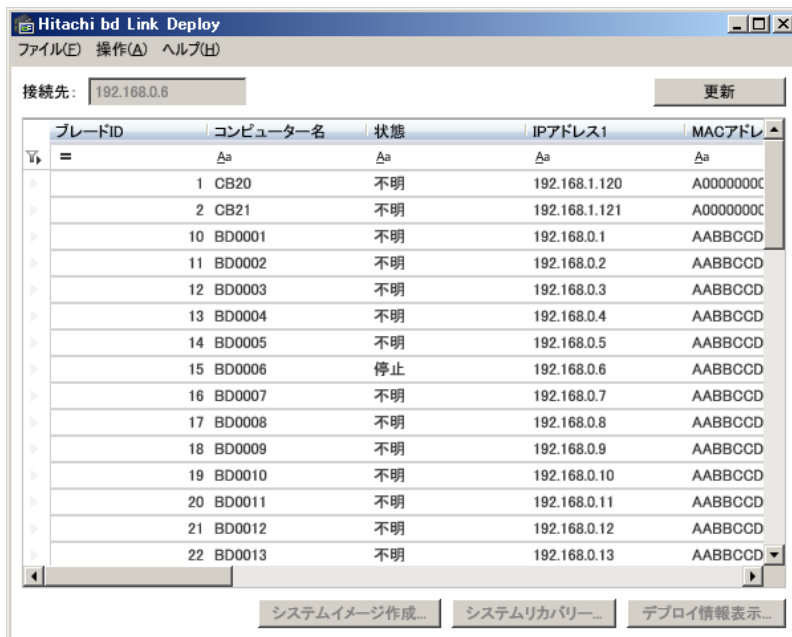 Hitachi bd Link Deploy
ファイル(F) 操作(A) ヘルプ(H)
接続先: 192.168.0.6 更新
ブレードID コンピューター名 状態 IPアドレス1 MACアドレ
= Aa Aa Aa Aa
1 CB20 不明 192.168.1.120 A00000000
2 CB21 不明 192.168.1.121 A00000000
10 BD0001 不明 192.168.0.1 AABBCCD
11 BD0002 不明 192.168.0.2 AABBCCD
12 BD0003 不明 192.168.0.3 AABBCCD
13 BD0004 不明 192.168.0.4 AABBCCD
14 BD0005 不明 192.168.0.5 AABBCCD
15 BD0006 停止 192.168.0.6 AABBCCD
16 BD0007 不明 192.168.0.7 AABBCCD
17 BD0008 不明 192.168.0.8 AABBCCD
18 BD0009 不明 192.168.0.9 AABBCCD
19 BD0010 不明 192.168.0.10 AABBCCD
20 BD0011 不明 192.168.0.11 AABBCCD
21 BD0012 不明 192.168.0.12 AABBCCD
22 BD0013 不明 192.168.0.13 AABBCCD
システムイメージ作成... システムリカバリー... デプロイ情報表示...